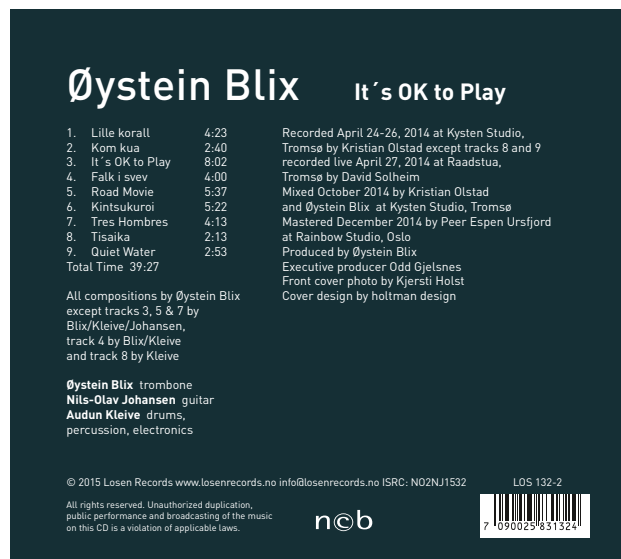 Øystein Blix It´s OK to Play
1. Lille korall 4:23
2. Kom kua 2:40
3. It´s OK to Play 8:02
4. Falk i svev 4:00
5. Road Movie 5:37
6. Kintsukuroi 5:22
7. Tres Hombres 4:13
8. Tisaika 2:13
9. Quiet Water 2:53
Total Time 39:27
All compositions by Øystein Blix
except tracks 3, 5 & 7 by
Blix/Kleive/Johansen,
track 4 by Blix/Kleive
and track 8 by Kleive
Øystein Blix trombone
Nils-Olav Johansen guitar
Audun Kleive drums,
percussion, electronics
Recorded April 24-26, 2014 at Kysten Studio,
Tromsø by Kristian Olstad except tracks 8 and 9
recorded live April 27, 2014 at Raadstua,
Tromsø by David Solheim
Mixed October 2014 by Kristian Olstad
and Øystein Blix at Kysten Studio, Tromsø
Mastered December 2014 by Peer Espen Ursfjord
at Rainbow Studio, Oslo
Produced by Øystein Blix
Executive producer Odd Gjelsnes
Front cover photo by Kjersti Holst
Cover design by holtman design
© 2015 Losen Records www.losenrecords.no info@losenrecords.no ISRC: NO2NJ1532 LOS 132-2
All rights reserved. Unauthorized duplication,
public performance and broadcasting of the music
on this CD is a violation of applicable laws.
n©b
7 090025 831324